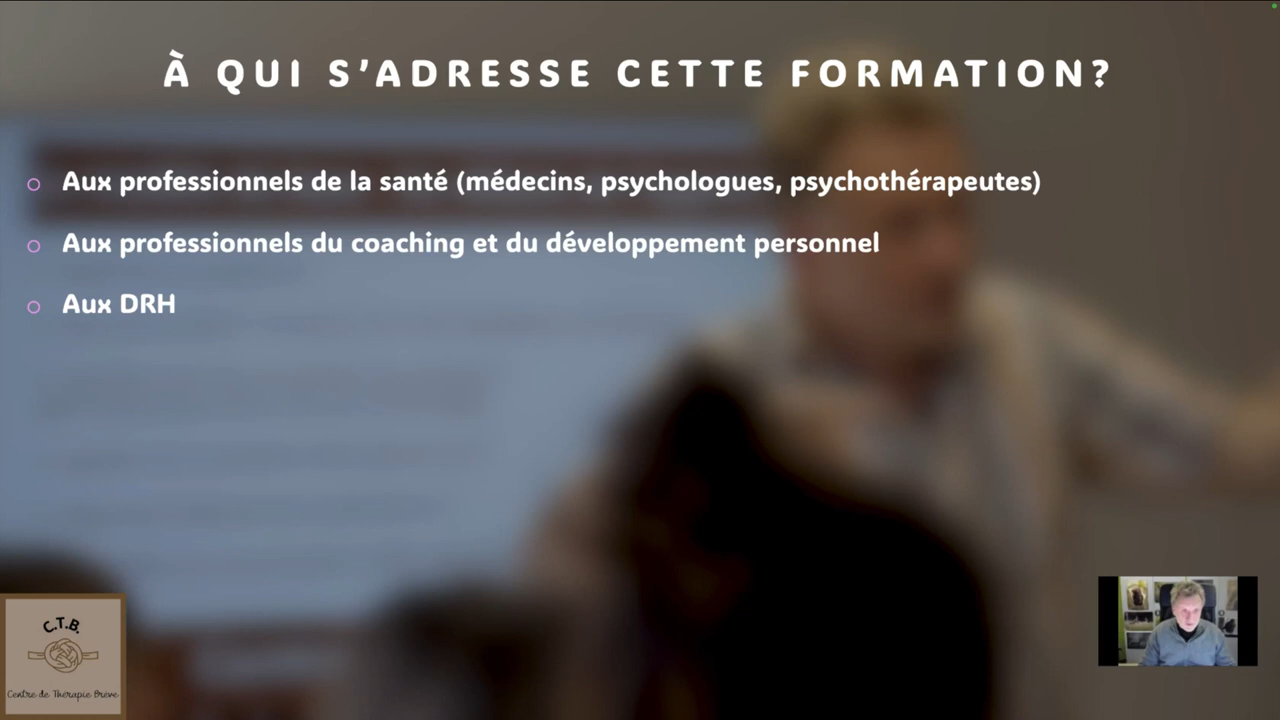 À QUI S’ADRESSE CETTE FORMATION?
Aux professionnels de la santé (médecins, psychologues, psychothérapeutes)
Aux professionnels du coaching et du développement personnel
Aux DRH
C.T.B.
Centre de Thérapie Brève